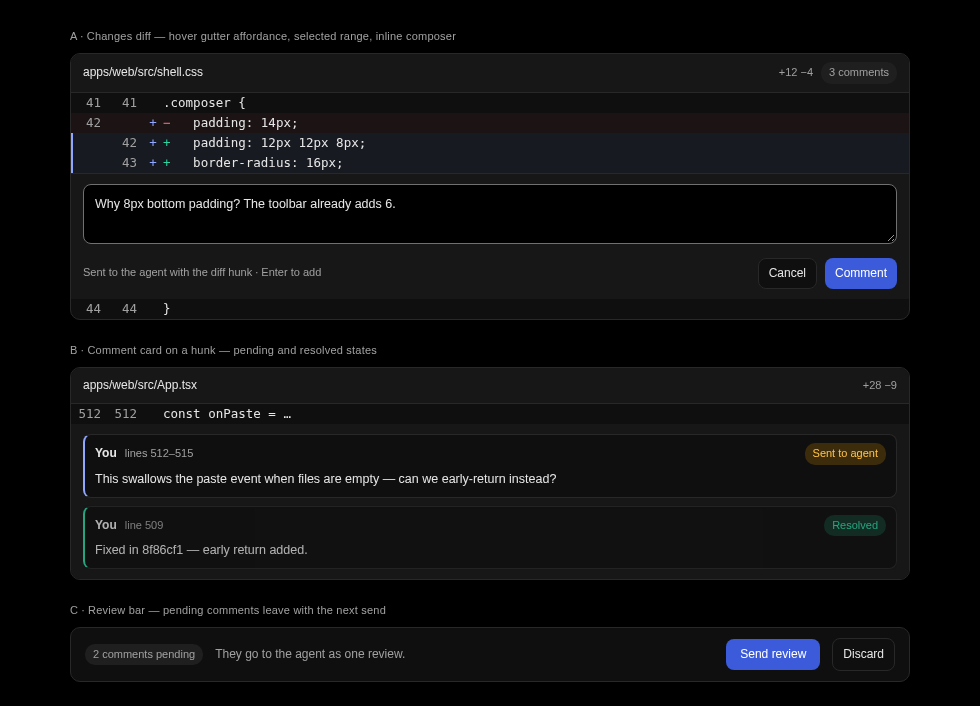 A · Changes diff — hover gutter affordance, selected range, inline composer
apps/web/src/shell.css +12 −4 3 comments
41 41 .composer {
42 + − padding: 14px;
42 + + padding: 12px 12px 8px;
43 + + border-radius: 16px;
Why 8px bottom padding? The toolbar already adds 6.
Sent to the agent with the diff hunk · Enter to add Cancel Comment
44 44 }
B · Comment card on a hunk — pending and resolved states
apps/web/src/App.tsx +28 −9
512 512 const onPaste = …
You lines 512–515 Sent to agent
This swallows the paste event when files are empty — can we early-return instead?
You line 509 Resolved
Fixed in 8f86cf1 — early return added.
C · Review bar — pending comments leave with the next send
2 comments pending They go to the agent as one review. Send review Discard